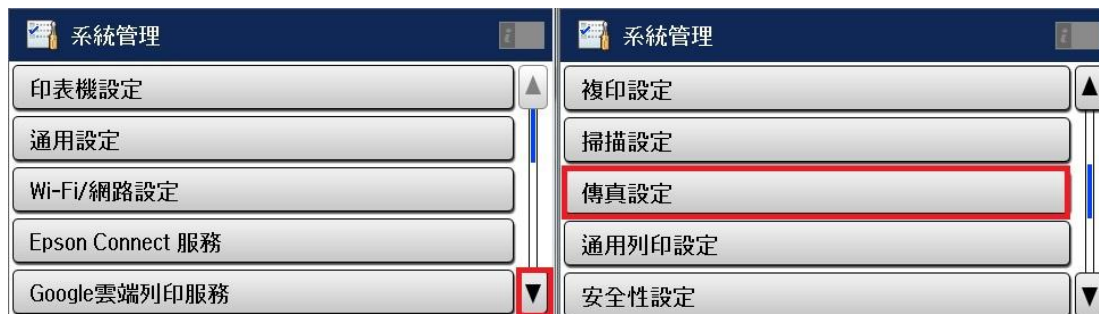 系統管理
印表機設定
通用設定
Wi-Fi/網路設定
Epson Connect 服務
Google雲端列印服務
系統管理
複印設定
掃描設定
傳真設定
通用列印設定
安全性設定